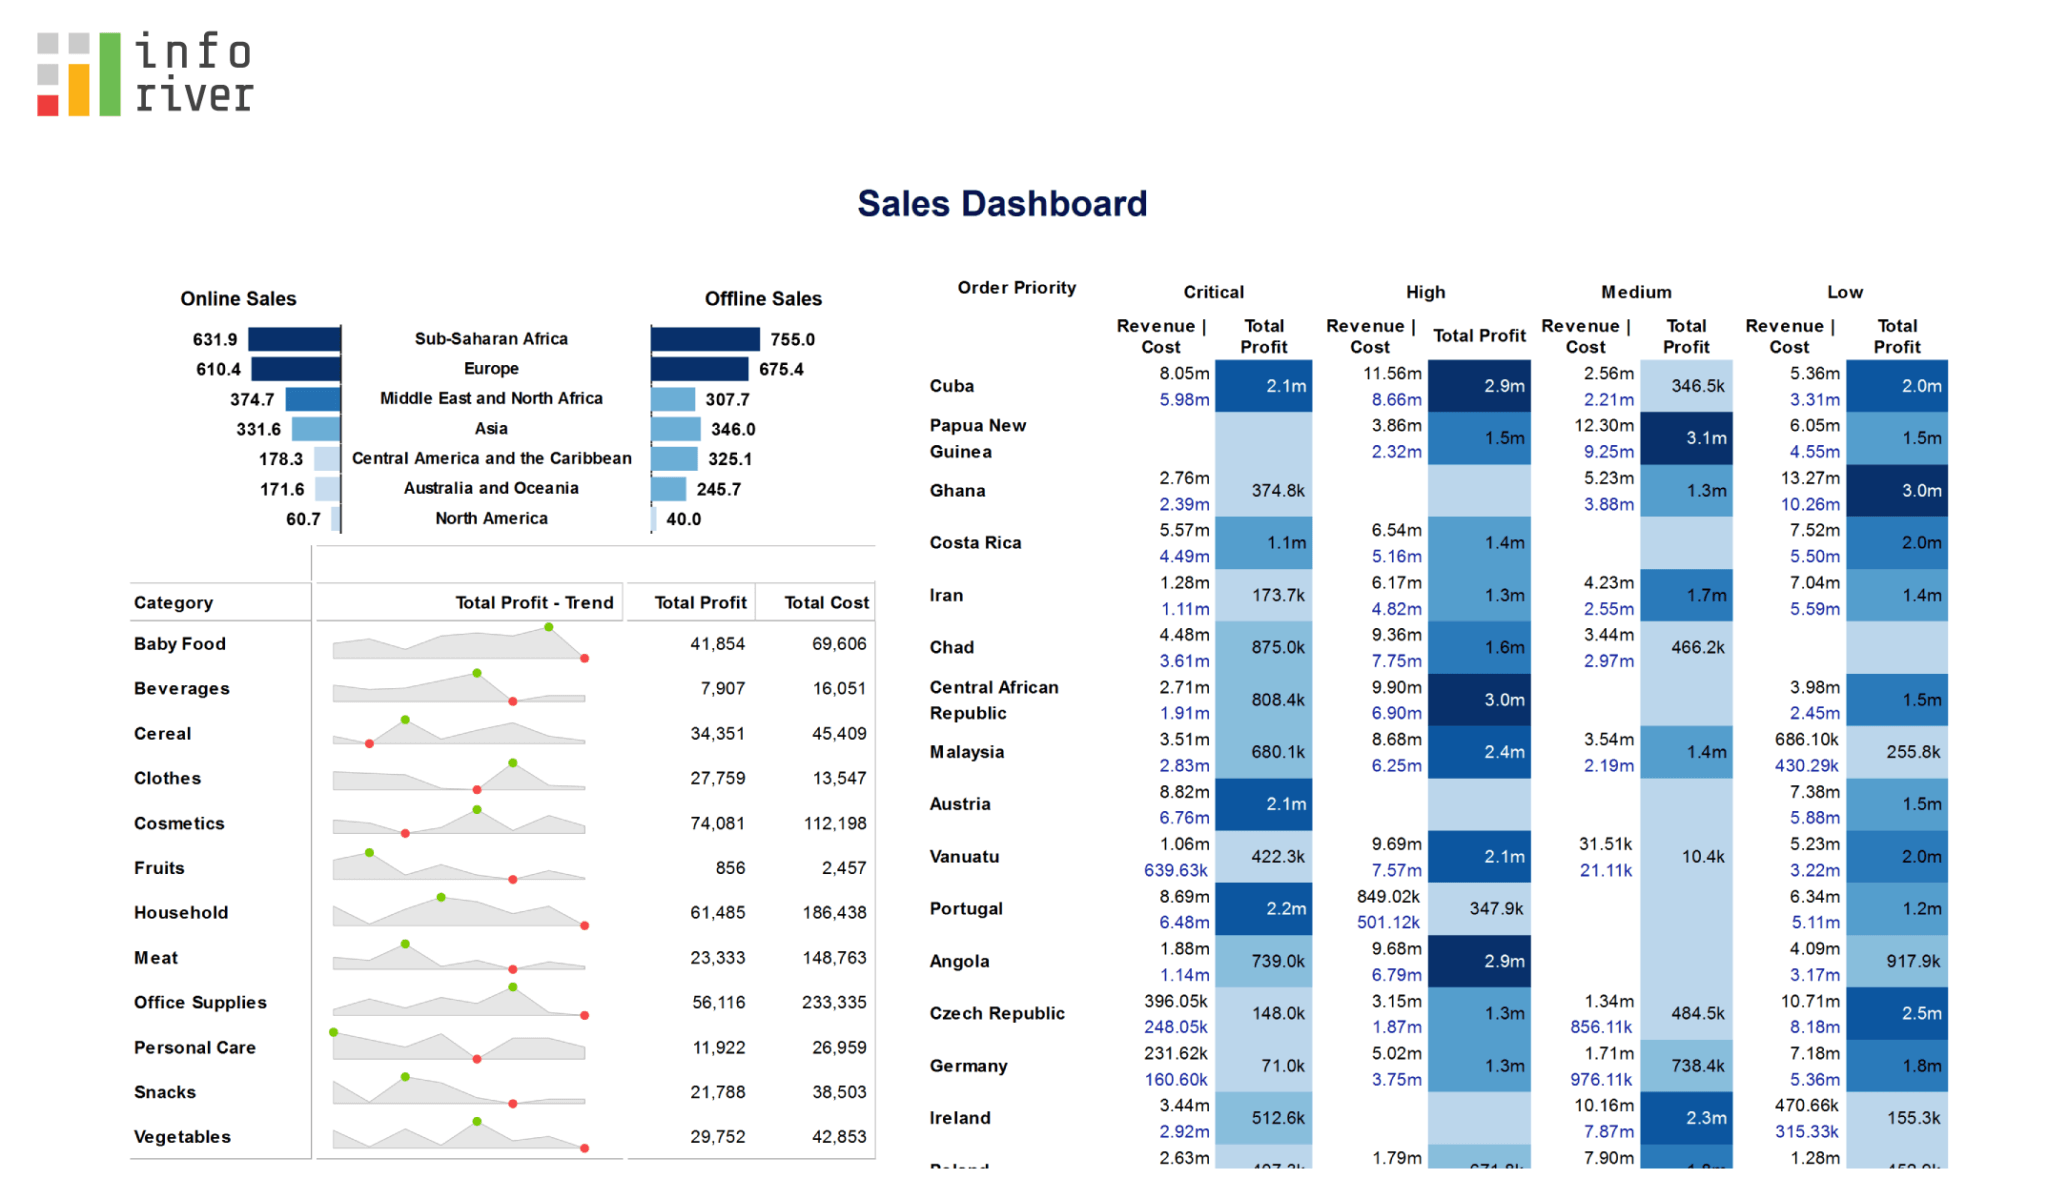 info
river
Sales Dashboard
Online Sales Offline Sales
631.9 Sub-Saharan Africa 755.0
610.4 Europe 675.4
374.7 Middle East and North Africa 307.7
331.6 Asia 346.0
178.3 Central America and the Caribbean 325.1
171.6 Australia and Oceania 245.7
60.7 North America 40.0
Category Total Profit - Trend Total Profit Total Cost
Baby Food 41,854 69,606
Beverages 7,907 16,051
Cereal 34,351 45,409
Clothes 27,759 13,547
Cosmetics 74,081 112,198
Fruits 856 2,457
Household 61,485 186,438
Meat 23,333 148,763
Office Supplies 56,116 233,335
Personal Care 11,922 26,959
Snacks 21,788 38,503
Vegetables 29,752 42,853
Order Priority Critical High Medium Low
Revenue | Total Revenue | Total Profit Revenue | Total Revenue | Total
Cost Profit Cost Cost Profit Cost Profit
8.05m 11.56m 2.56m 5.36m
Cuba 2.1m 2.9m 346.5k 2.0m
5.98m 8.66m 2.21m 3.31m
Papua New 3.86m 12.30m 6.05m
1.5m 3.1m 1.5m
Guinea 2.32m 9.25m 4.55m
2.76m 5.23m 13.27m
Ghana 374.8k 1.3m 3.0m
2.39m 3.88m 10.26m
5.57m 6.54m 7.52m
Costa Rica 1.1m 1.4m 2.0m
4.49m 5.16m 5.50m
1.28m 6.17m 4.23m 7.04m
Iran 173.7k 1.3m 1.7m 1.4m
1.11m 4.82m 2.55m 5.59m
4.48m 9.36m 3.44m
Chad 875.0k 1.6m 466.2k
3.61m 7.75m 2.97m
Central African 2.71m 9.90m 3.98m
808.4k 3.0m 1.5m
Republic 1.91m 6.90m 2.45m
3.51m 8.68m 3.54m 686.10k
Malaysia 680.1k 2.4m 1.4m 255.8k
2.83m 6.25m 2.19m 430.29k
8.82m 7.38m
Austria 2.1m 1.5m
6.76m 5.88m
1.06m 9.69m 31.51k 5.23m
Vanuatu 422.3k 2.1m 10.4k 2.0m
639.63k 7.57m 21.11k 3.22m
8.69m 849.02k 6.34m
Portugal 2.2m 347.9k 1.2m
6.48m 501.12k 5.11m
1.88m 9.68m 4.09m
Angola 739.0k 2.9m 917.9k
1.14m 6.79m 3.17m
396.05k 3.15m 1.34m 10.71m
Czech Republic 148.0k 1.3m 484.5k 2.5m
248.05k 1.87m 856.11k 8.18m
231.62k 5.02m 1.71m 7.18m
Germany 71.0k 1.3m 738.4k 1.8m
160.60k 3.75m 976.11k 5.36m
3.44m 10.16m 470.66k
Ireland 512.6k 2.3m 155.3k
2.92m 7.87m 315.33k
2.63m 1.79m 7.90m 1.28m